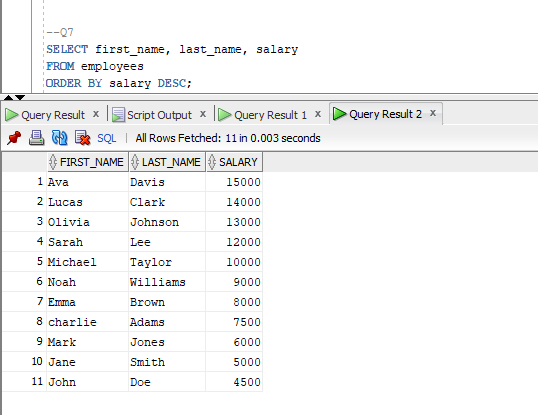 --Q7
SELECT first_name, last_name, salary
FROM employees
ORDER BY salary DESC;
Query Result x Script Output x Query Result 1 x Query Result 2 x
SQL | All Rows Fetched: 11 in 0.003 seconds
FIRST_NAME LAST_NAME SALARY
1 Ava Davis 15000
2 Lucas Clark 14000
3 Olivia Johnson 13000
4 Sarah Lee 12000
5 Michael Taylor 10000
6 Noah Williams 9000
7 Emma Brown 8000
8 charlie Adams 7500
9 Mark Jones 6000
10 Jane Smith 5000
11 John Doe 4500